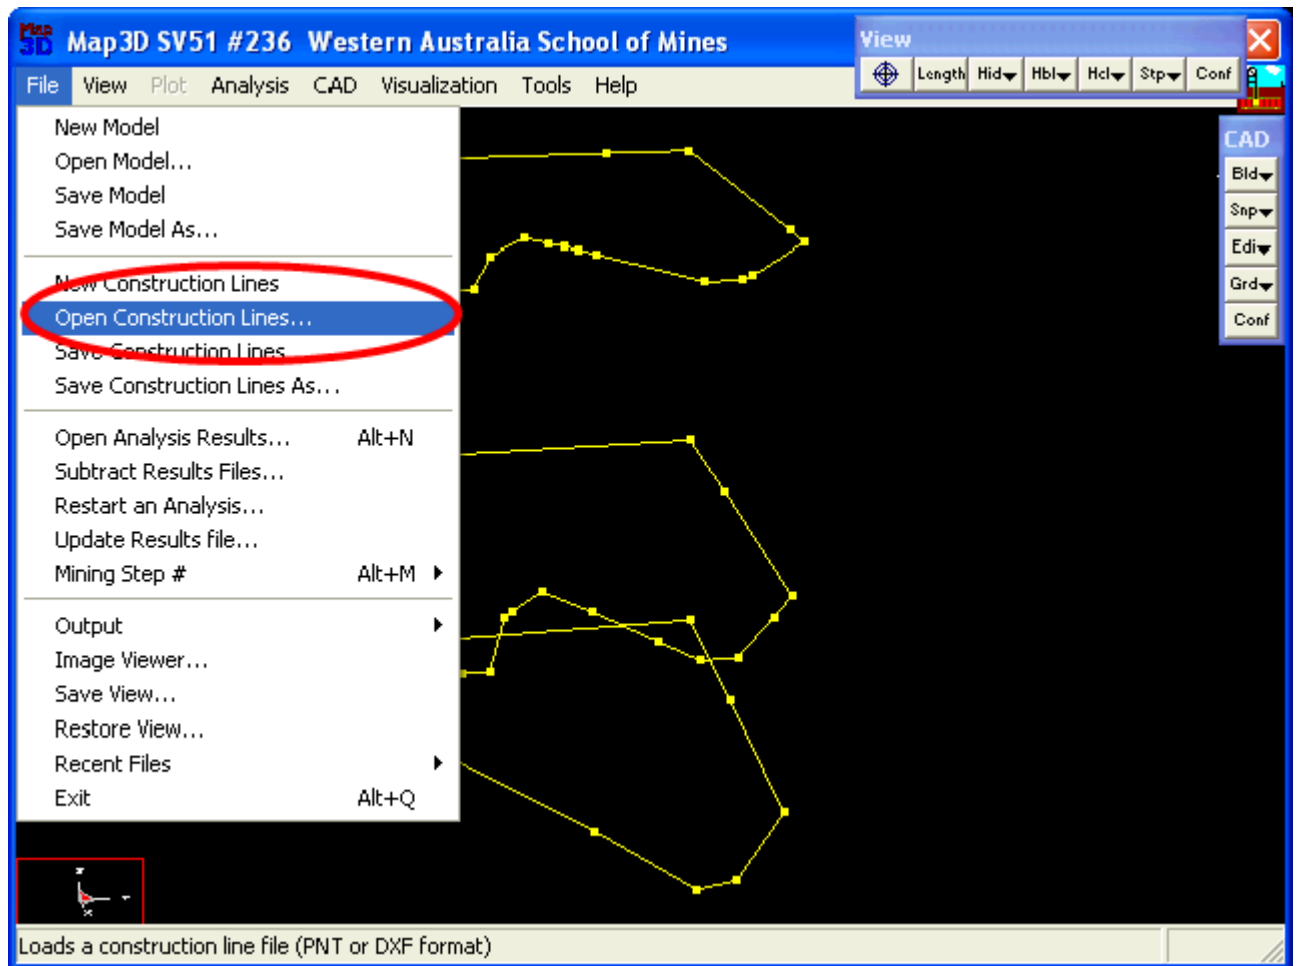 Map 3D Map3D SV51 #236 Western Australia School of Mines
View
Length Hid Hbl Hcl Stp Conf
File View Plot Analysis CAD Visualization Tools Help
New Model
Open Model...
Save Model
Save Model As...
New Construction Lines
Open Construction Lines...
Save Construction Lines
Save Construction Lines As...
Open Analysis Results... Alt+N
Subtract Results Files...
Restart an Analysis...
Update Results file...
Mining Step # Alt+M
Output
Image Viewer...
Save View...
Restore View...
Recent Files
Exit Alt+Q
CAD
Bld
Snp
Edi
Grd
Conf
Loads a construction line file (PNT or DXF format)